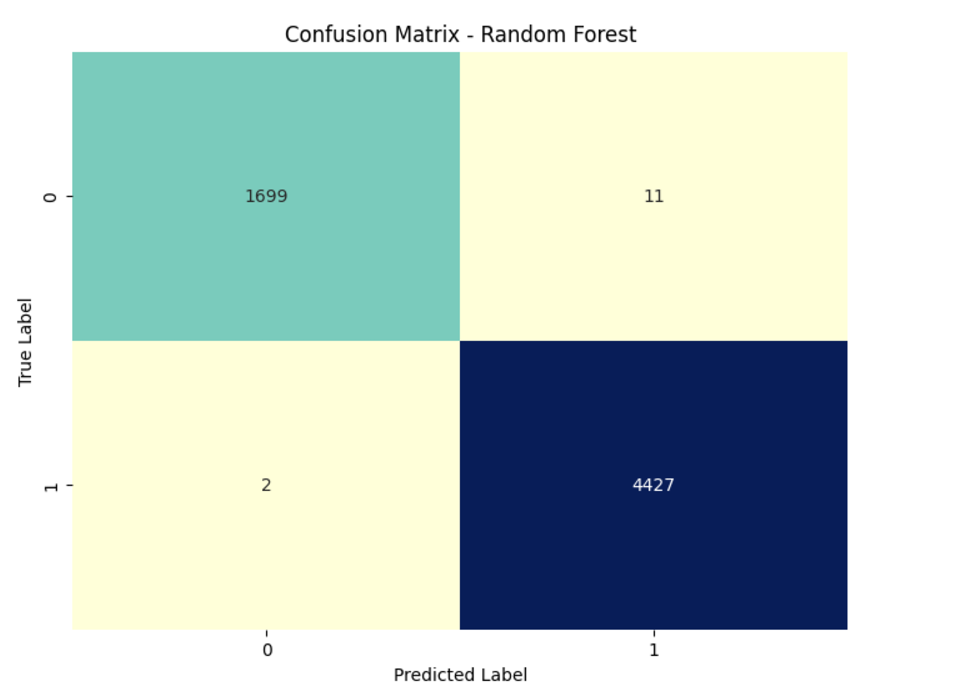 Confusion Matrix - Random Forest
True Label
0
1699
11
1
2
4427
0
1
Predicted Label